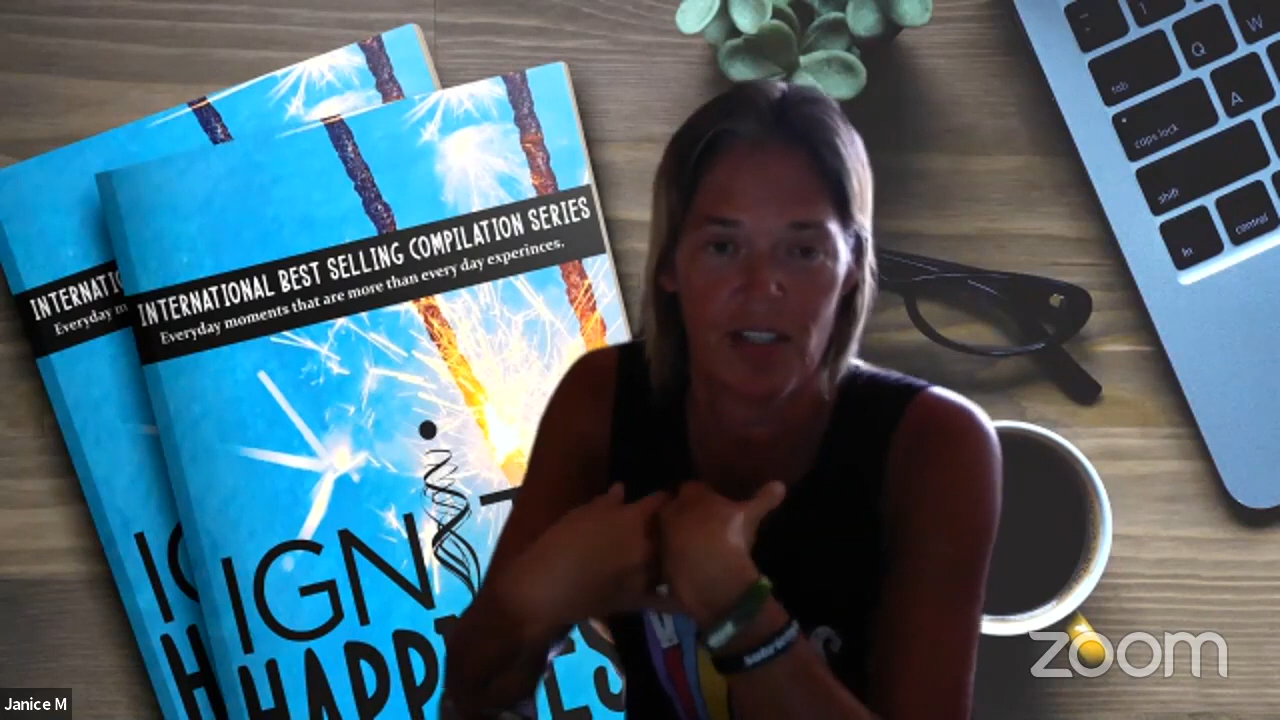 INTERNATIONAL BEST SELLING COMPILATION SERIES
Everyday moments that are more than every day experinces.
INTERNATIO
Everyday m
IGN
HAPP
ES
tab
caps lock
shift
fn
control
Q
W
A
zoom
Janice M